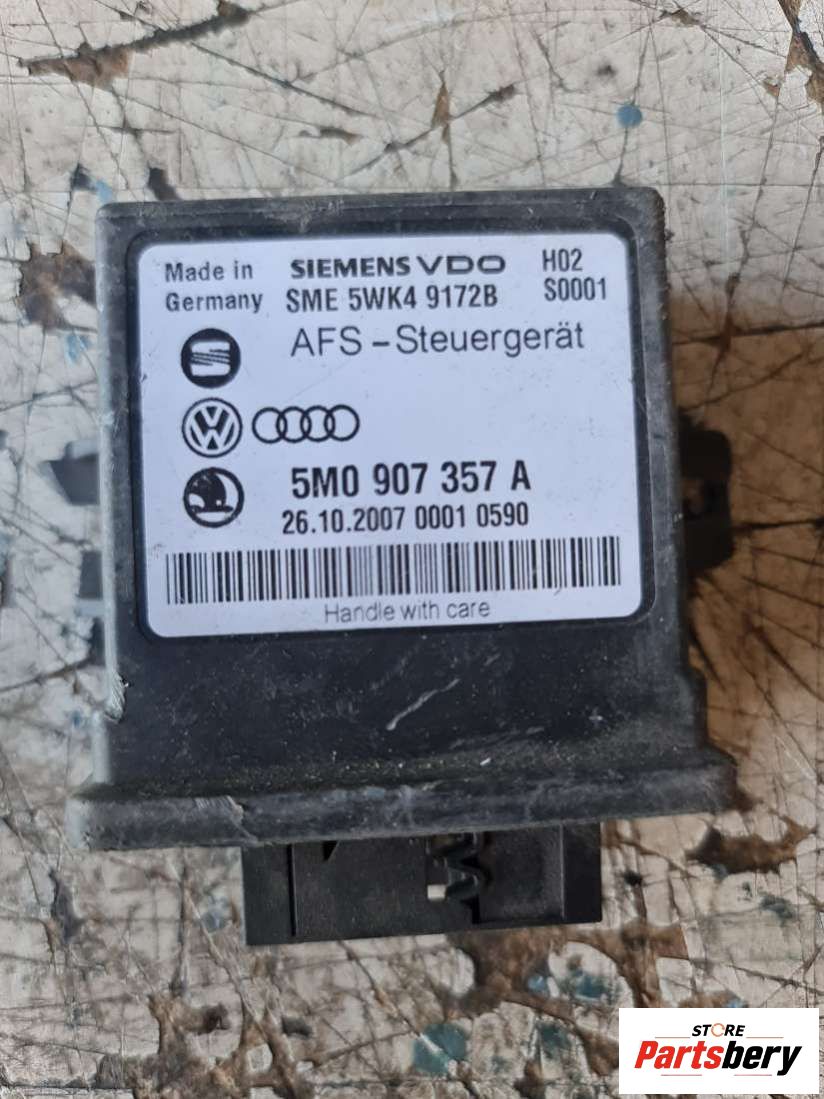 Made in SIEMENS VDO H02
Germany SME 5WK4 9172B S0001
AFS -Steuergerät
5M0 907 357 A
26.10.2007 0001 0590
Handle with care
STORE
Partsbery